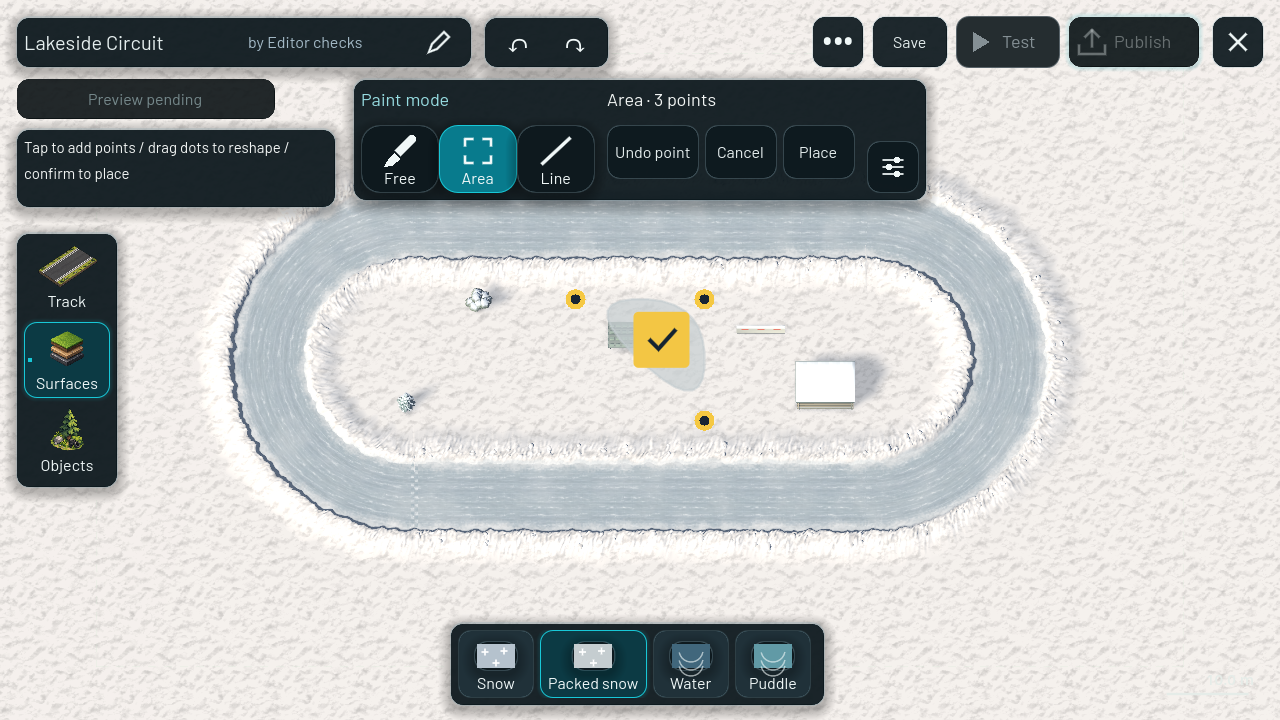 Lakeside Circuit
by Editor checks
Save
Test
Publish
Preview pending
Paint mode
Area · 3 points
Tap to add points / drag dots to reshape /
confirm to place
Free
Area
Line
Undo point
Cancel
Place
Track
Surfaces
Objects
Snow
Packed snow
Water
Puddle